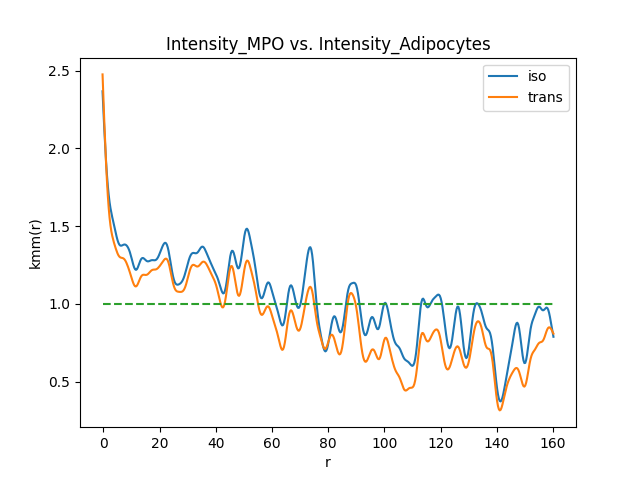 Intensity_MPO vs. Intensity_Adipocytes
iso
trans
kmm(r)
2.5
2.0
1.5
1.0
0.5
0 20 40 60 80 100 120 140 160
r